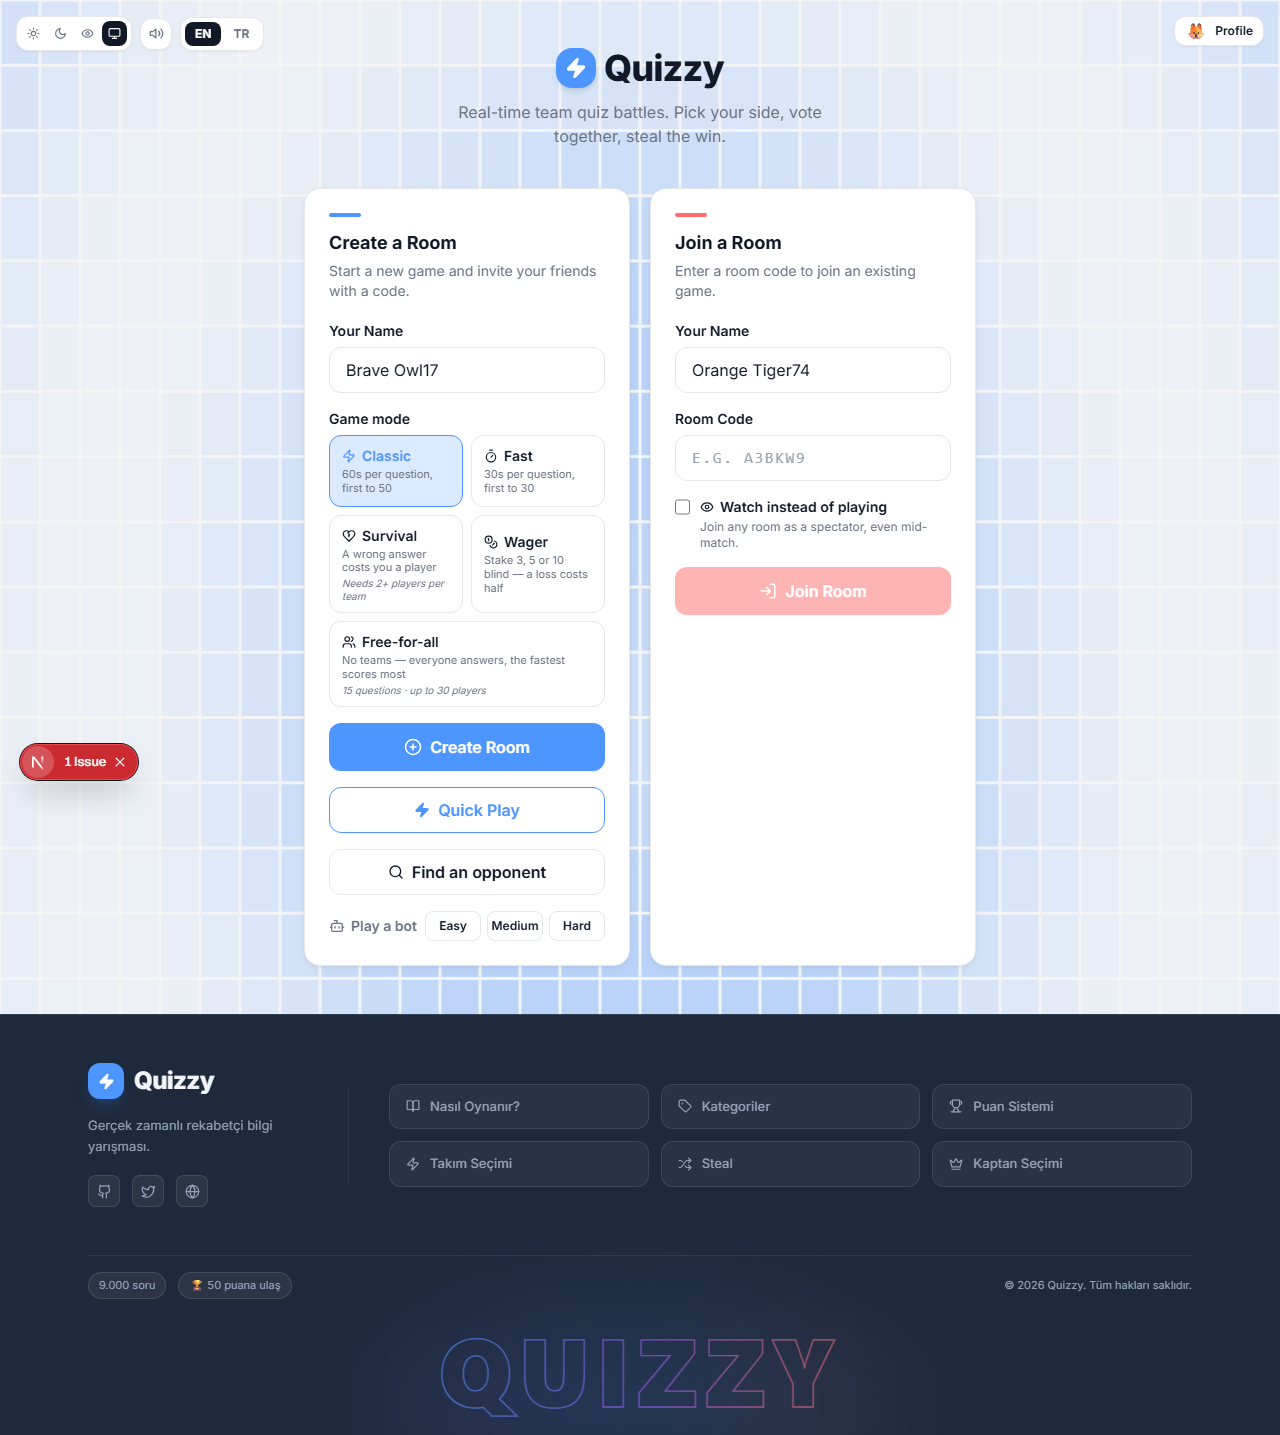 EN
TR
Profile
Quizzy
Real-time team quiz battles. Pick your side, vote
together, steal the win.
Create a Room
Start a new game and invite your friends
with a code.
Your Name
Brave Owl17
Game mode
Classic
60s per question,
first to 50
Fast
30s per question,
first to 30
Survival
A wrong answer
costs you a player
Needs 2+ players per
team
Wager
Stake 3, 5 or 10
blind — a loss costs
half
Free-for-all
No teams — everyone answers, the fastest
scores most
15 questions · up to 30 players
Create Room
Quick Play
Find an opponent
Play a bot
Easy
Medium
Hard
Join a Room
Enter a room code to join an existing
game.
Your Name
Orange Tiger74
Room Code
E.G. A3BKW9
Watch instead of playing
Join any room as a spectator, even mid-
match.
Join Room
N
1 Issue
Quizzy
Gerçek zamanlı rekabetçi bilgi
yarışması.
Nasıl Oynanır?
Kategoriler
Puan Sistemi
Takım Seçimi
Steal
Kaptan Seçimi
9.000 soru
🏆 50 puana ulaş
© 2026 Quizzy. Tüm hakları saklıdır.
QUIZZY